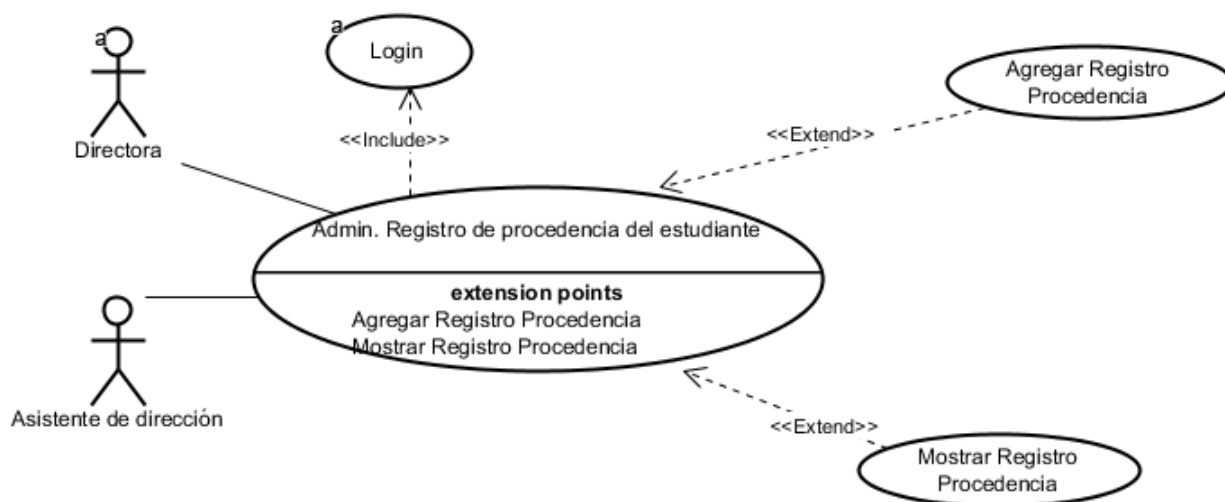 a
Directora
a
Login
<<Include>>
Agregar Registro
Procedencia
<<Extend>>
Admin. Registro de procedencia del estudiante
extension points
Agregar Registro Procedencia
Mostrar Registro Procedencia
Asistente de dirección
<<Extend>>
Mostrar Registro
Procedencia